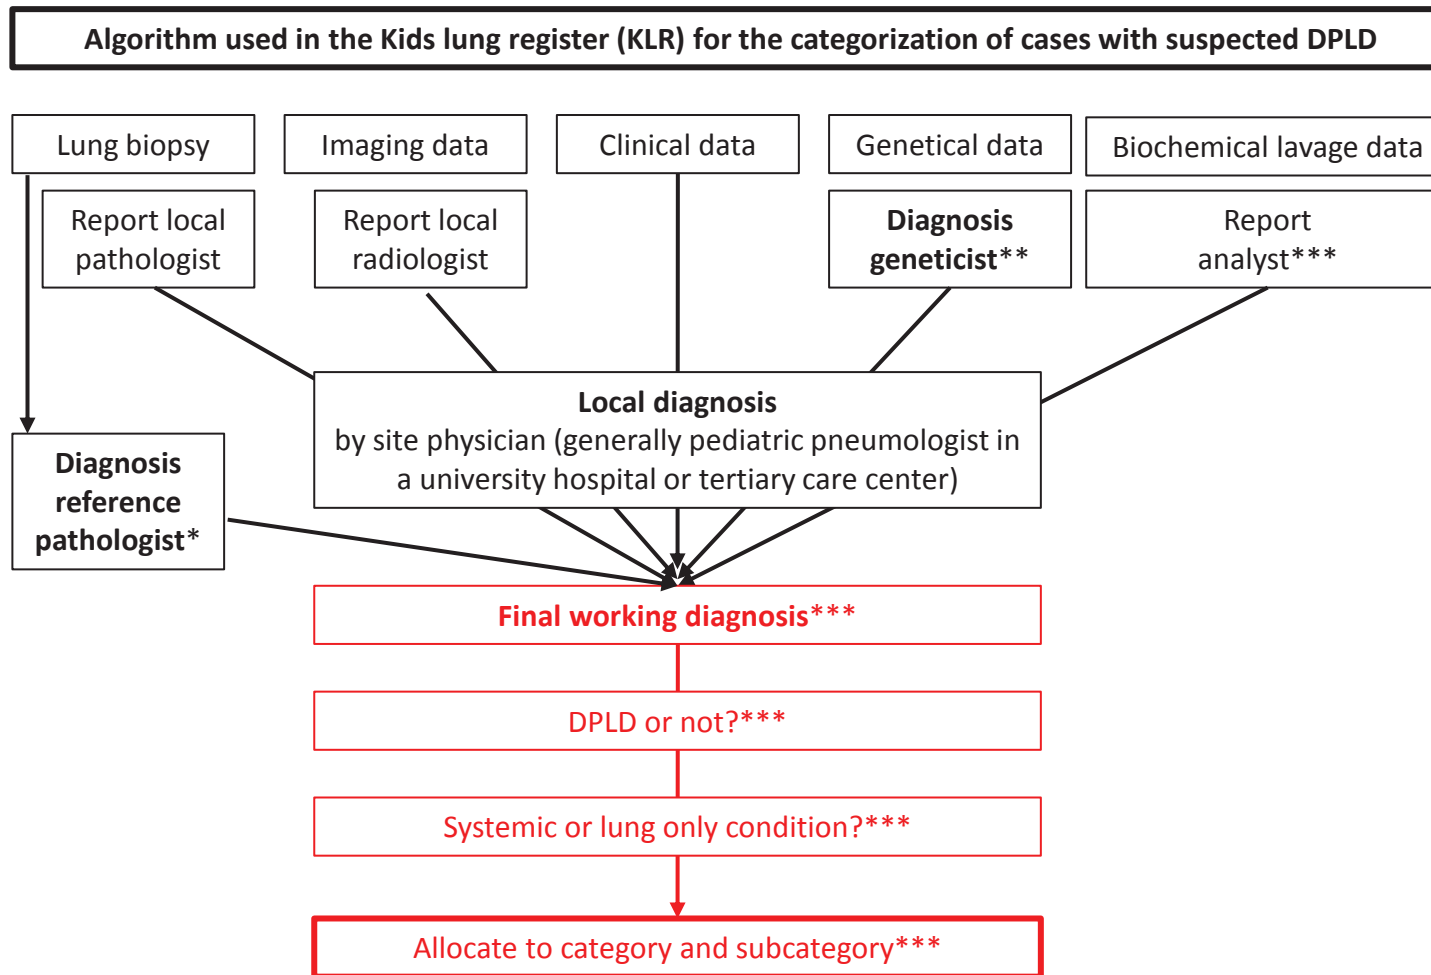 Algorithm used in the Kids lung register (KLR) for the categorization of cases with suspected DPLD
Lung biopsy
Imaging data
Clinical data
Genetical data
Biochemical lavage data
Report local
pathologist
Report local
radiologist
Diagnosis
geneticist**
Report
analyst***
Local diagnosis
by site physician (generally pediatric pneumologist in
a university hospital or tertiary care center)
Diagnosis
reference
pathologist*
Final working diagnosis***
DPLD or not?***
Systemic or lung only condition?***
Allocate to category and subcategory***